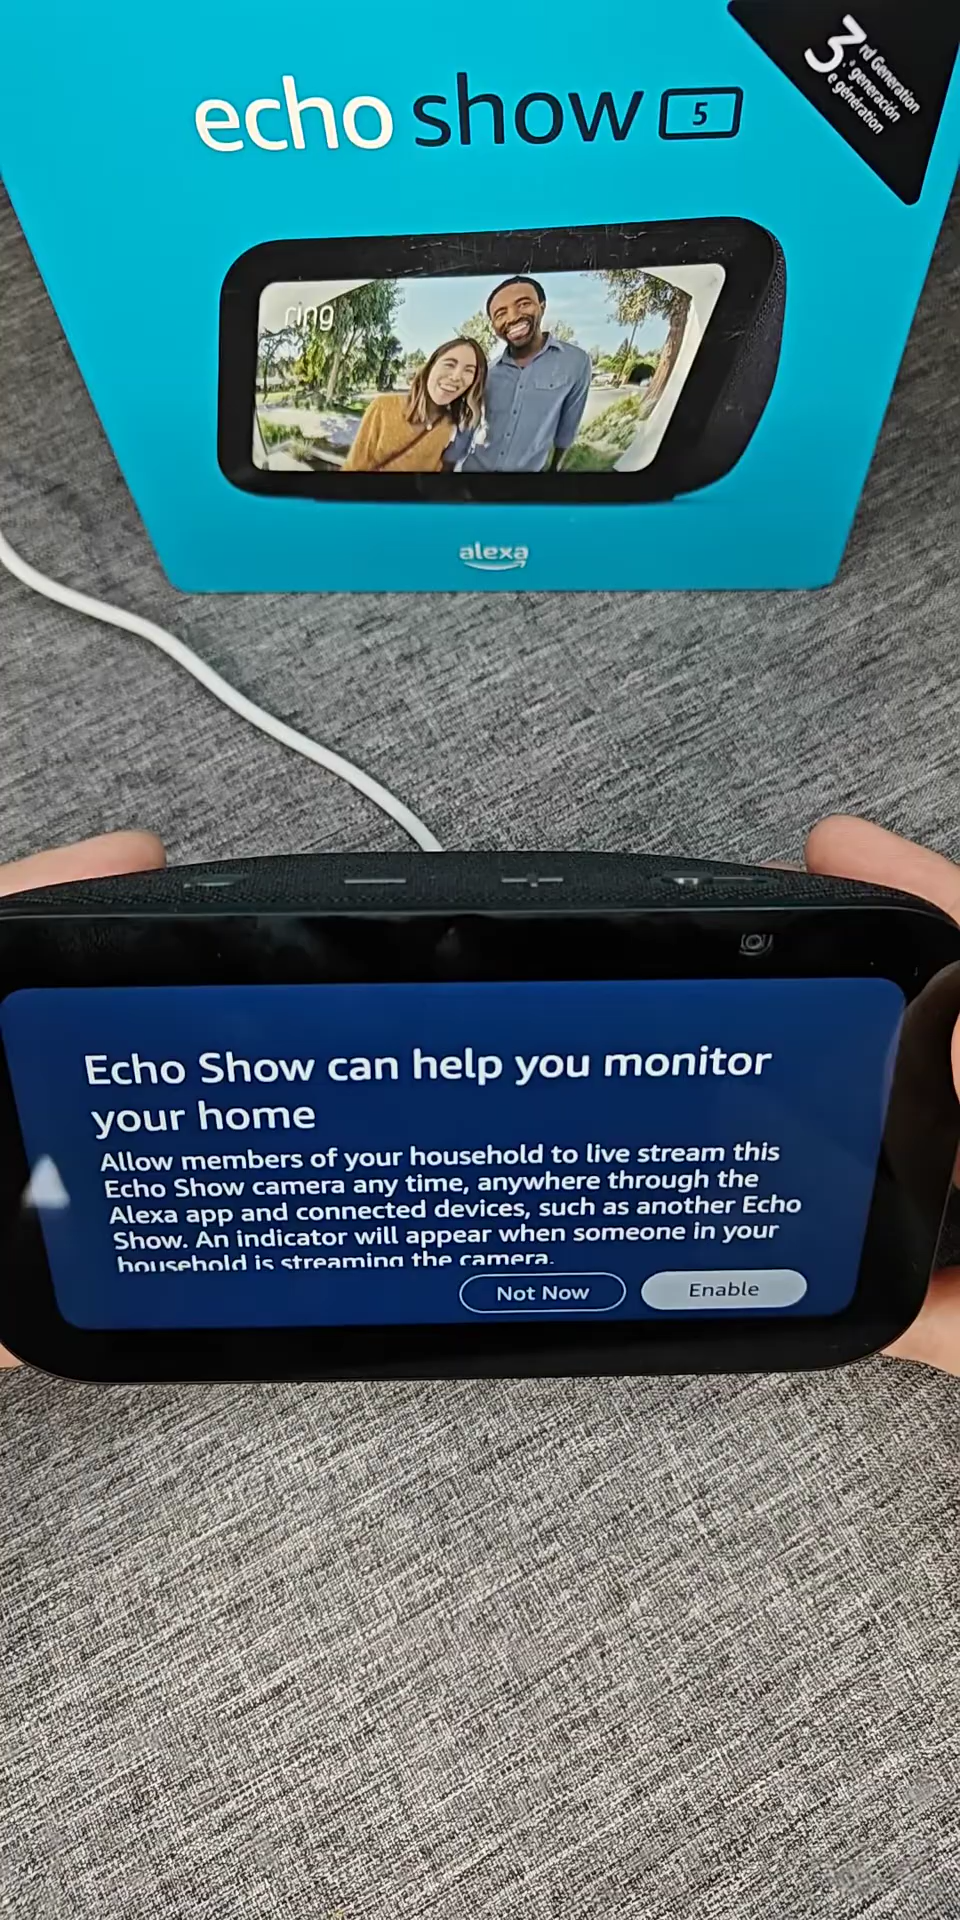 echo show 5
3rd Generation
3.ª generación
3e génération
ring
alexa
Echo Show can help you monitor
your home
Allow members of your household to live stream this
Echo Show camera any time, anywhere through the
Alexa app and connected devices, such as another Echo
Show. An indicator will appear when someone in your
household is streaming the camera.
Not Now
Enable